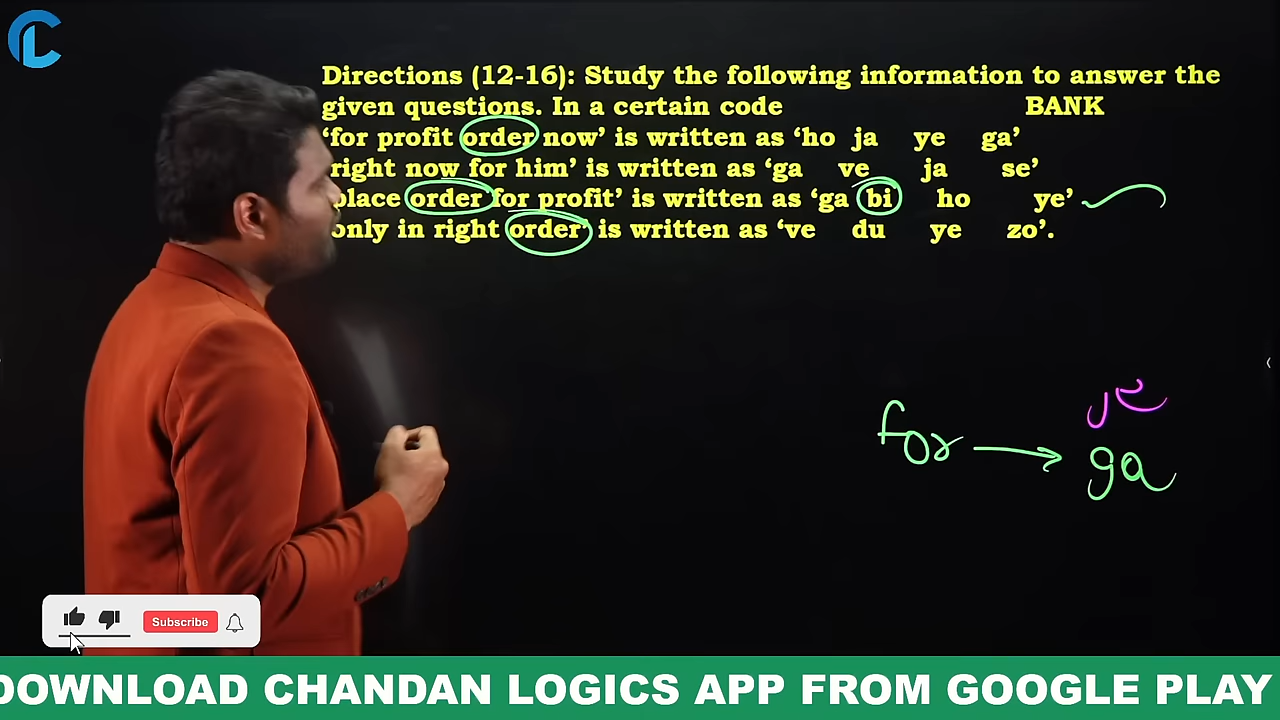 Directions (12-16): Study the following information to answer the
given questions. In a certain code BANK
‘for profit order now’ is written as ‘ho ja ye ga’
right now for him’ is written as ‘ga ve ja se’
place order for profit’ is written as ‘ga bi ho ye’
only in right order’ is written as ‘ve du ye zo’.
for → ga
Subscribe
DOWNLOAD CHANDAN LOGICS APP FROM GOOGLE PLAY